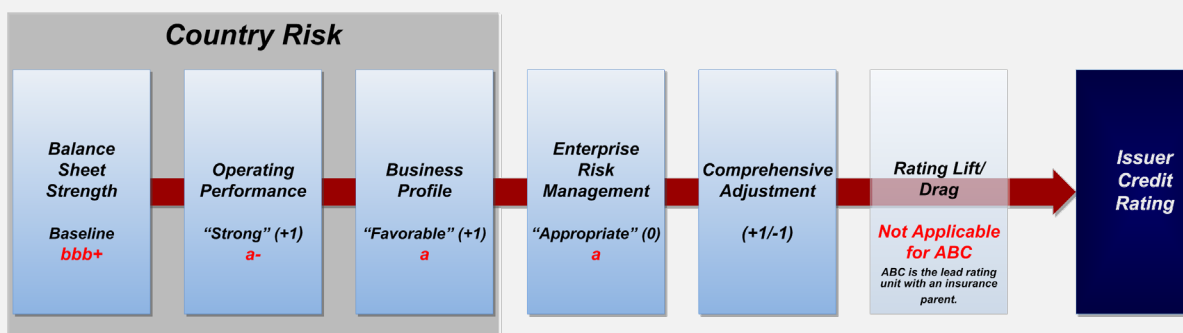 Country Risk
Balance
Sheet
Strength
Baseline
bbb+
Operating
Performance
“Strong” (+1)
a-
Business
Profile
“Favorable” (+1)
a
Enterprise
Risk
Management
“Appropriate” (0)
a
Comprehensive
Adjustment
(+1/-1)
Rating Lift/
Drag
Not Applicable
for ABC
ABC is the lead rating
unit with an insurance
parent.
Issuer
Credit
Rating